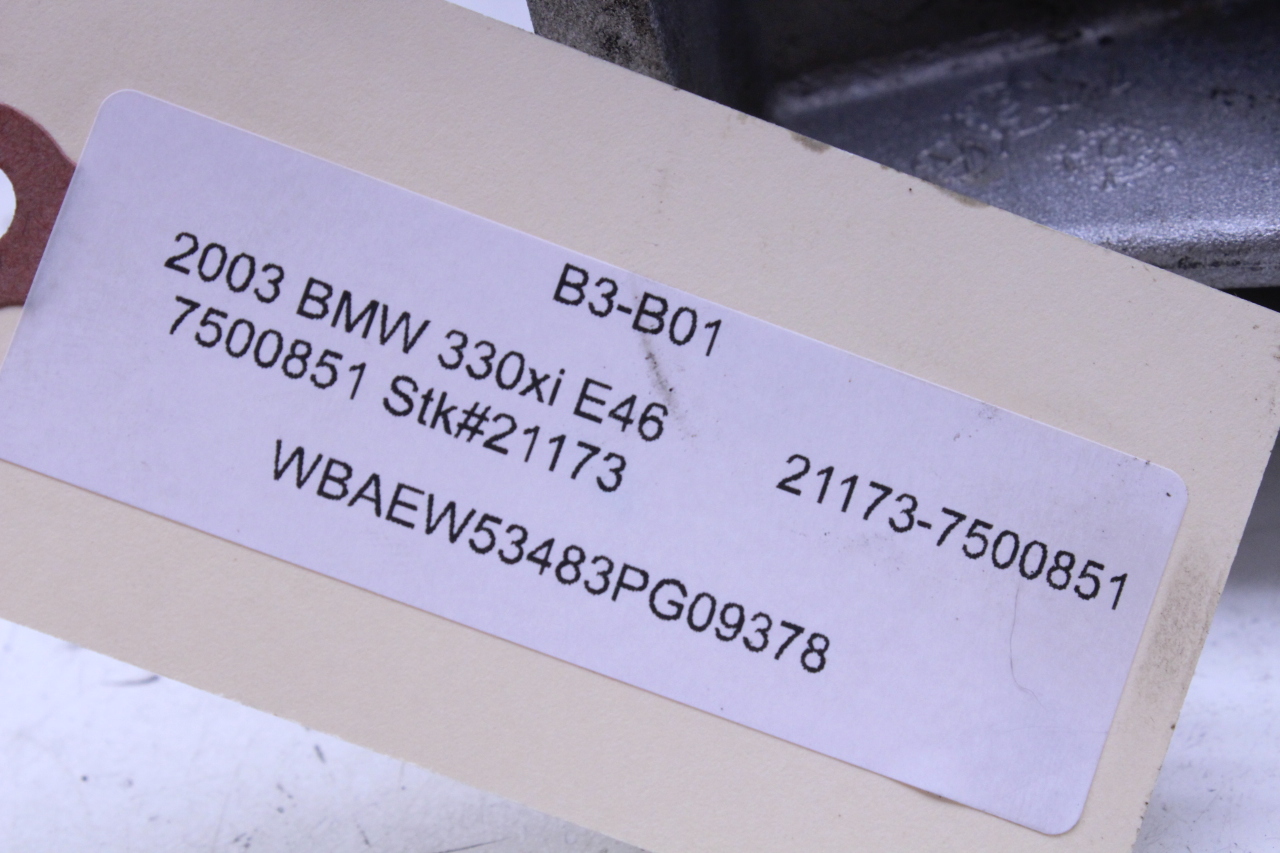 B3-B01
2003 BMW 330xi E46
7500851 Stk#21173
21173-7500851
WBAEW53483PG09378